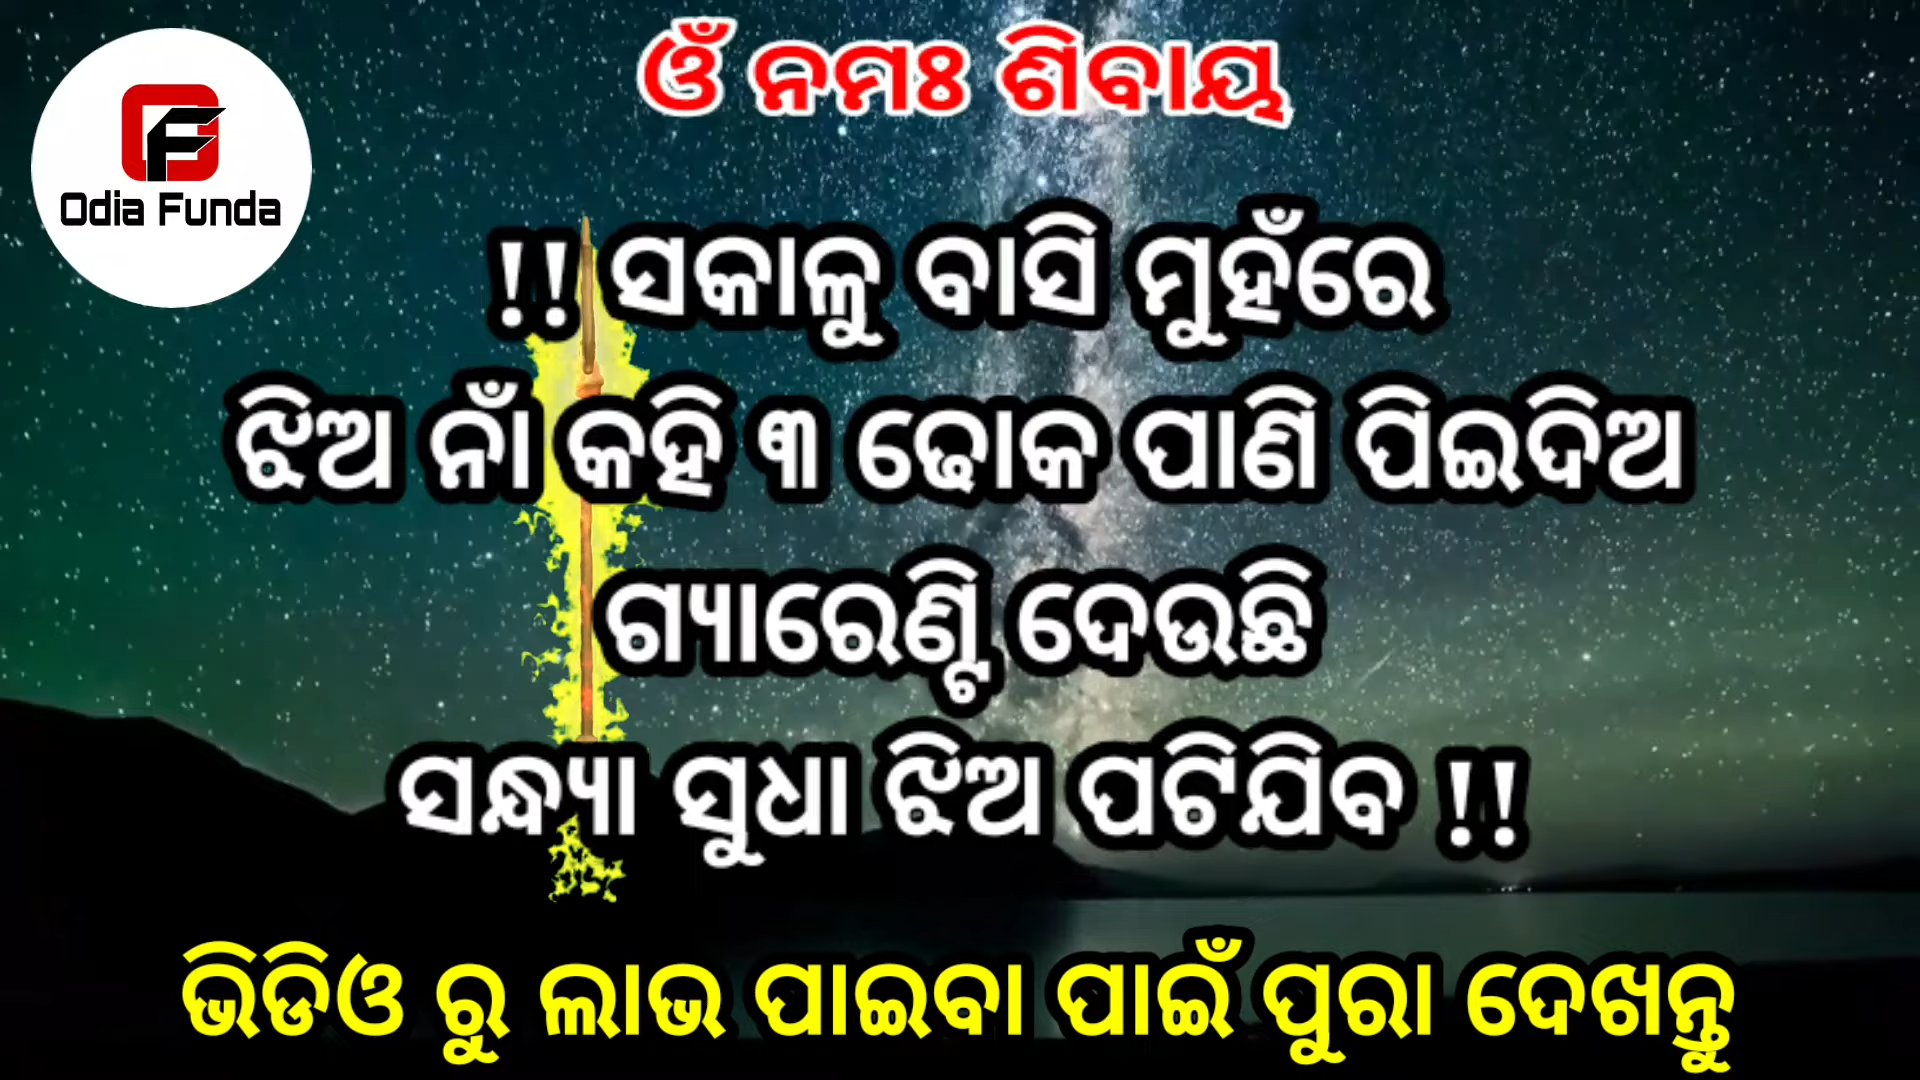 ଓଁ ନମଃ ଶିବାୟ
Odia Funda
!! ସକାଳୁ ବାସି ମୁହଁରେ
ଝିଅ ନାଁ କହି ୩ ଢୋକ ପାଣି ପିଇଦିଅ
ଗ୍ୟାରେଣ୍ଟି ଦେଉଛି
ସନ୍ଧ୍ୟା ସୁଧା ଝିଅ ପଟିଯିବ !!
ଭିଡିଓ ରୁ ଲାଭ ପାଇବା ପାଇଁ ପୁରା ଦେଖନ୍ତୁ